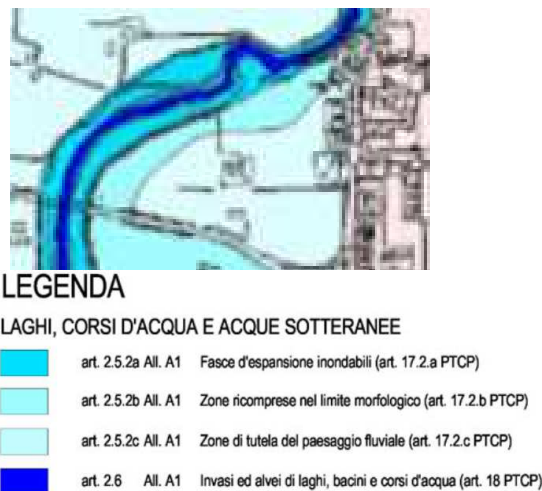 LEGENDA
LAGHI, CORSI D'ACQUA E ACQUE SOTTERANEE
art. 2.5.2a All. A1 Fasce d'espansione inondabili (art. 17.2.a PTCP)
art. 2.5.2b All. A1 Zone ricomprese nel limite morfologico (art. 17.2.b PTCP)
art. 2.5.2c All. A1 Zone di tutela del paesaggio fluviale (art. 17.2.c PTCP)
art. 2.6 All. A1 Invasi ed alvei di laghi, bacini e corsi d'acqua (art. 18 PTCP)